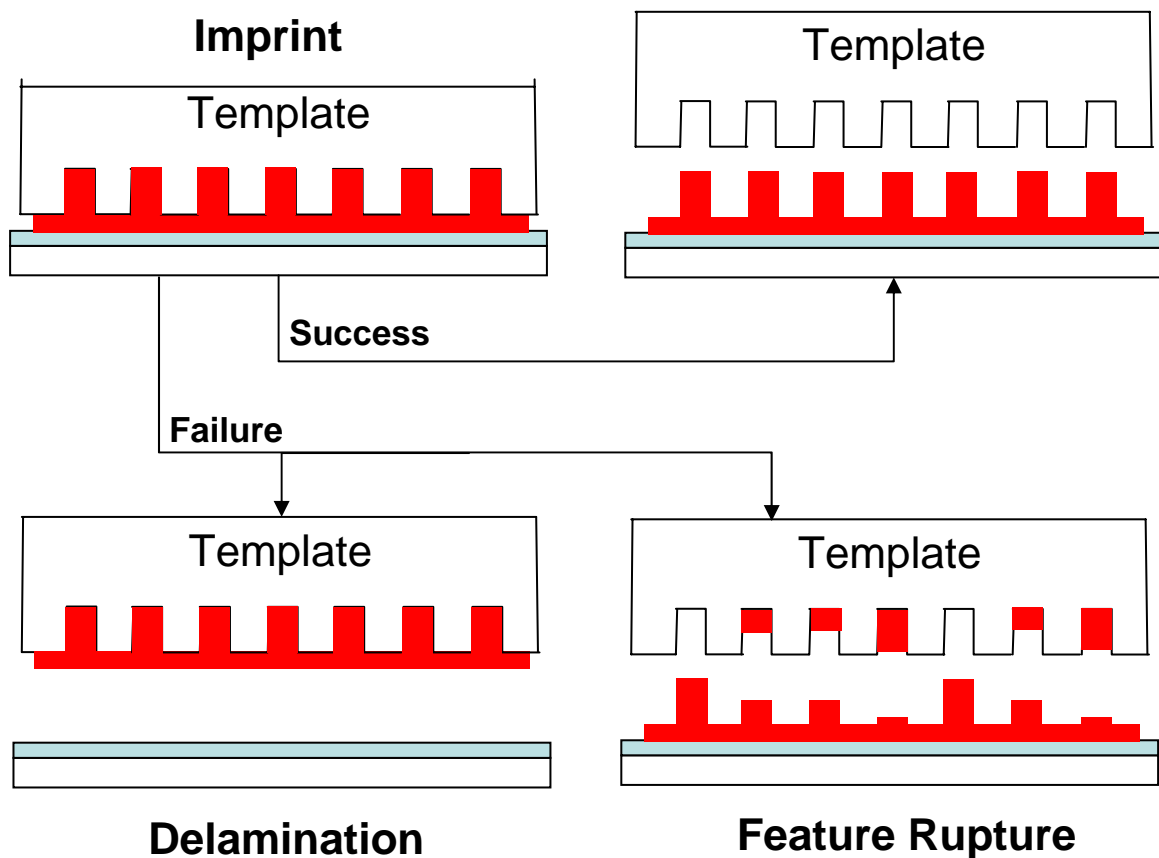 Imprint
Template
Template
Success
Failure
Template
Template
Delamination
Feature Rupture